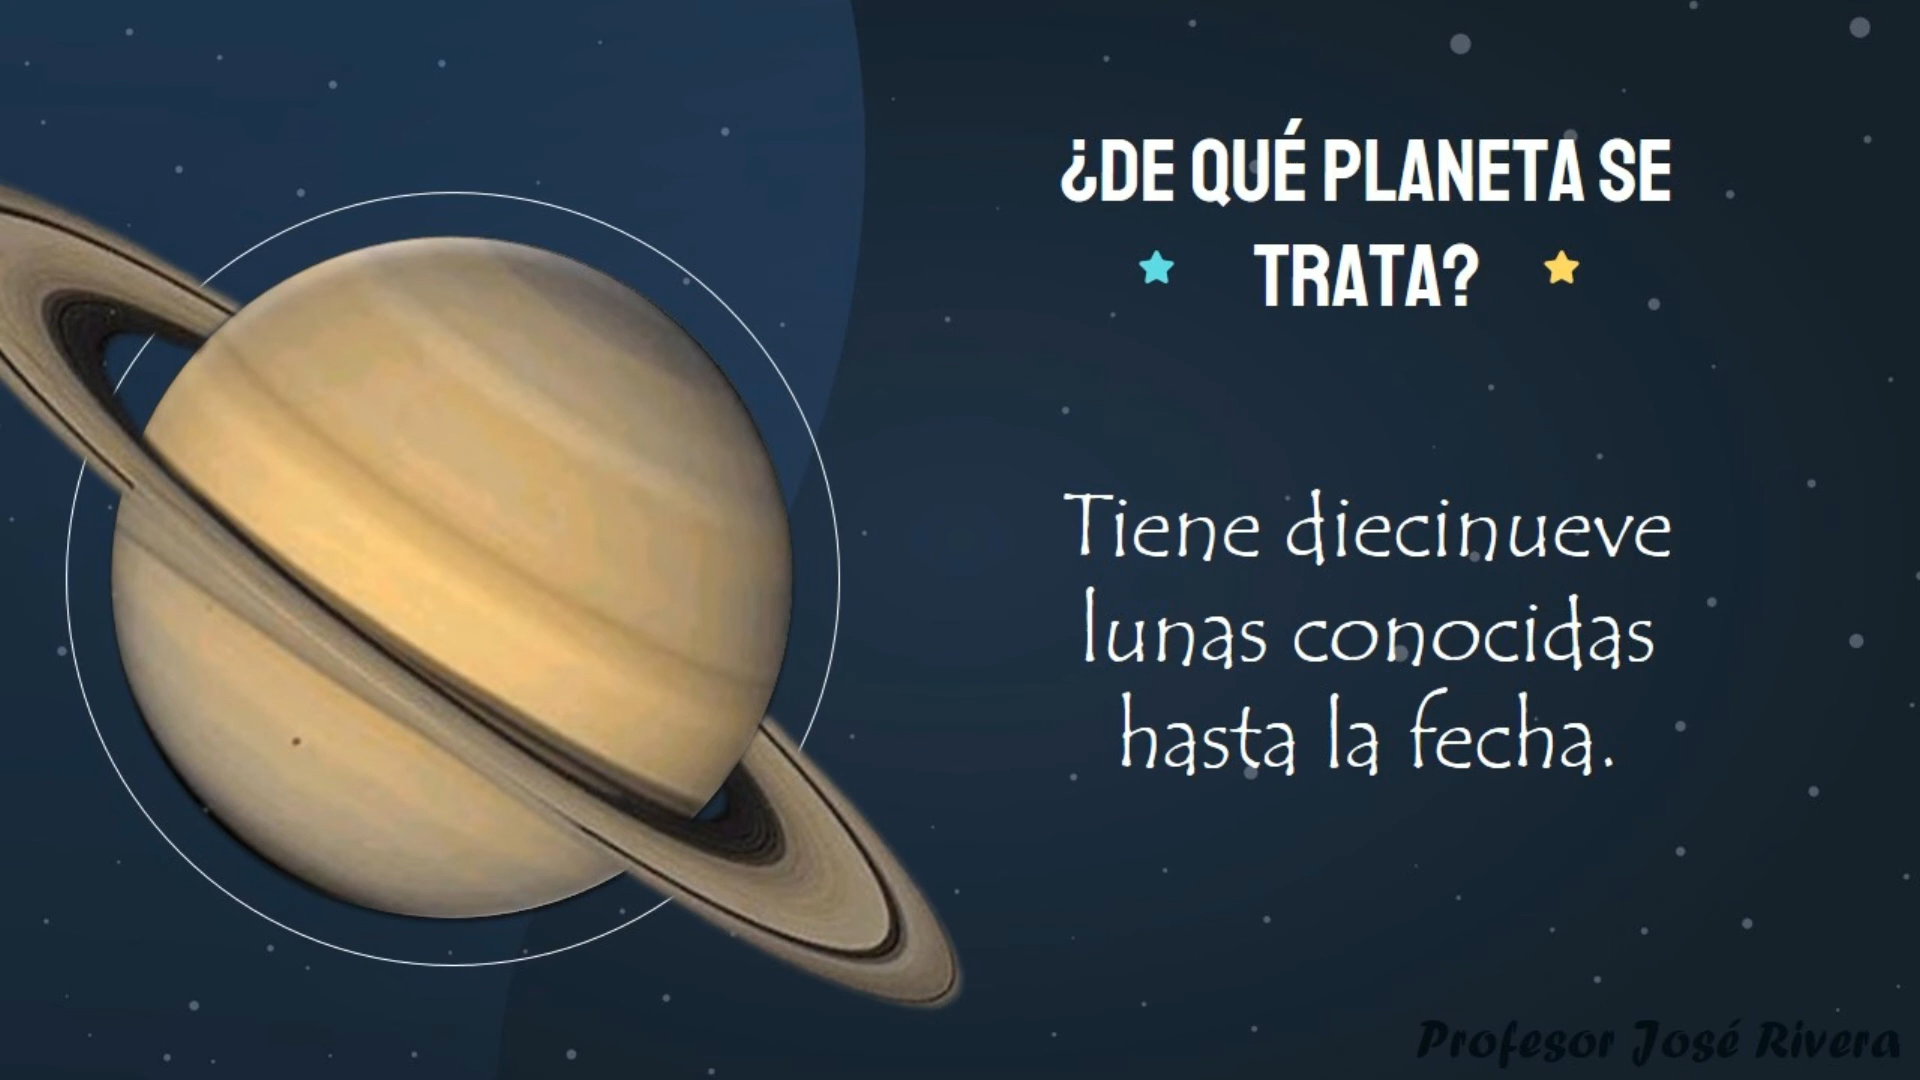 ¿DE QUÉ PLANETA SE
TRATA?
Tiene diecinueve
lunas conocidas
hasta la fecha.
Profesor José Rivera